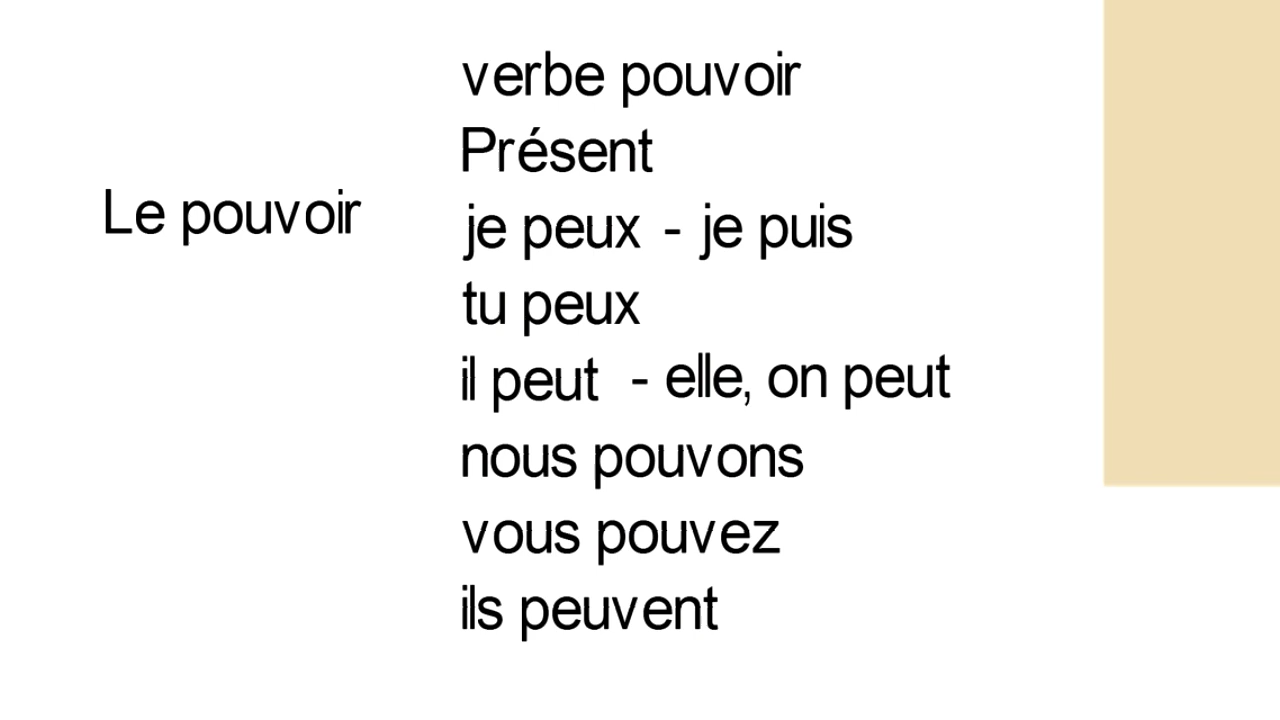 verbe pouvoir
Présent
Le pouvoir
je peux - je puis
tu peux
il peut - elle, on peut
nous pouvons
vous pouvez
ils peuvent